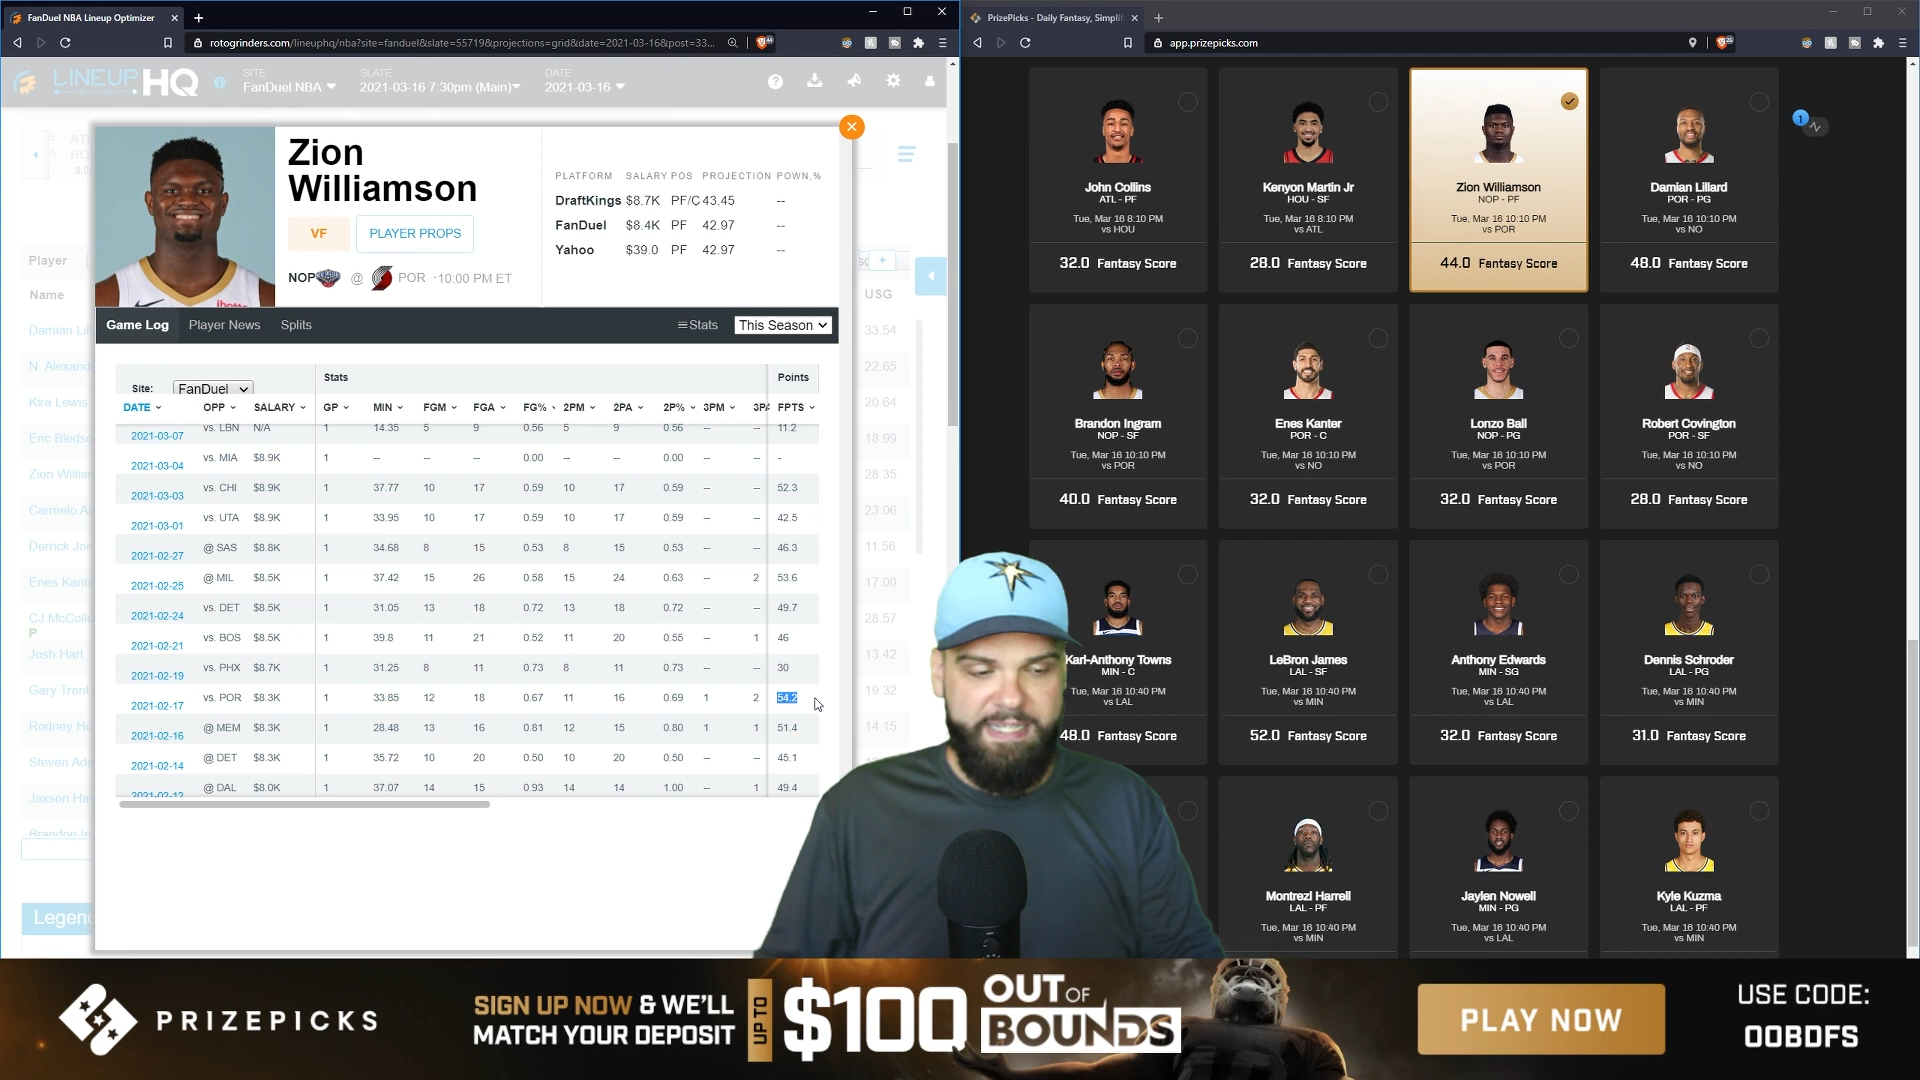 FanDuel NBA Lineup Optimizer
rotogrinders.com/lineuphq/nba?site=fanduel&slate=55719&projections=grid&date=2021-03-16&post=33...
LINEUP HQ
SITE
FanDuel NBA
SLATE
2021-03-16 7:30pm (Main)
DATE
2021-03-16
Zion
Williamson
VF
PLAYER PROPS
NOP @ POR - 10:00 PM ET
PLATFORM SALARY POS PROJECTION POWN,%
DraftKings $8.7K PF/C 43.45 --
FanDuel $8.4K PF 42.97 --
Yahoo $39.0 PF 42.97 --
Game Log Player News Splits Stats This Season
Site: FanDuel Stats Points
DATE OPP SALARY GP MIN FGM FGA FG% 2PM 2PA 2P% 3PM 3PA FPTS
2021-03-07 vs. LBN N/A 1 14.35 5 9 0.56 5 9 0.56 -- -- 11.2
2021-03-04 vs. MIA $8.9K 1 -- -- -- 0.00 -- -- 0.00 -- -- -
2021-03-03 vs. CHI $8.9K 1 37.77 10 17 0.59 10 17 0.59 -- -- 52.3
2021-03-01 vs. UTA $8.9K 1 33.95 10 17 0.59 10 17 0.59 -- -- 42.5
2021-02-27 @ SAS $8.8K 1 34.68 8 15 0.53 8 15 0.53 -- -- 46.3
2021-02-25 @ MIL $8.5K 1 37.42 15 26 0.58 15 24 0.63 -- 2 53.6
2021-02-24 vs. DET $8.5K 1 31.05 13 18 0.72 13 18 0.72 -- -- 49.7
2021-02-21 vs. BOS $8.5K 1 39.8 11 21 0.52 11 20 0.55 -- 1 46
2021-02-19 vs. PHX $8.7K 1 31.25 8 11 0.73 8 11 0.73 -- -- 30
2021-02-17 vs. POR $8.3K 1 33.85 12 18 0.67 11 16 0.69 1 2 54.2
2021-02-16 @ MEM $8.3K 1 28.48 13 16 0.81 12 15 0.80 1 1 51.4
2021-02-14 @ DET $8.3K 1 35.72 10 20 0.50 10 20 0.50 -- -- 45.1
2021-02-12 @ DAL $8.0K 1 37.07 14 15 0.93 14 14 1.00 -- 1 49.4
Player
Name
Damian Lil
N. Alexand
Kira Lewis
Eric Bledso
Zion Williar
Carmelo A
Derrick Jor
Enes Kante
CJ McCollu
P
Josh Hart
Gary Trent
Rodney Ho
Steven Ada
Jaxson Ha
Brandon In
Legend
USG
33.54
22.65
20.64
18.99
28.35
23.06
11.56
17.00
28.57
13.42
19.32
14.15
PrizePicks - Daily Fantasy, Simplif
app.prizepicks.com
1
John Collins
ATL - PF
Tue, Mar 16 8:10 PM
vs HOU
32.0 Fantasy Score
Kenyon Martin Jr
HOU - SF
Tue, Mar 16 8:10 PM
vs ATL
28.0 Fantasy Score
Zion Williamson
NOP - PF
Tue, Mar 16 10:10 PM
vs POR
44.0 Fantasy Score
Damian Lillard
POR - PG
Tue, Mar 16 10:10 PM
vs NO
48.0 Fantasy Score
Brandon Ingram
NOP - SF
Tue, Mar 16 10:10 PM
vs POR
40.0 Fantasy Score
Enes Kanter
POR - C
Tue, Mar 16 10:10 PM
vs NO
32.0 Fantasy Score
Lonzo Ball
NOP - PG
Tue, Mar 16 10:10 PM
vs POR
32.0 Fantasy Score
Robert Covington
POR - SF
Tue, Mar 16 10:10 PM
vs NO
28.0 Fantasy Score
Karl-Anthony Towns
MIN - C
Mar 16 10:40 PM
vs LAL
48.0 Fantasy Score
LeBron James
LAL - SF
Tue, Mar 16 10:40 PM
vs MIN
52.0 Fantasy Score
Anthony Edwards
MIN - SG
Tue, Mar 16 10:40 PM
vs LAL
32.0 Fantasy Score
Dennis Schroder
LAL - PG
Tue, Mar 16 10:40 PM
vs MIN
31.0 Fantasy Score
Montrezl Harrell
LAL - PF
Tue, Mar 16 10:40 PM
vs MIN
Jaylen Nowell
MIN - PG
Tue, Mar 16 10:40 PM
vs LAL
Kyle Kuzma
LAL - PF
Tue, Mar 16 10:40 PM
vs MIN
PRIZEPICKS
SIGN UP NOW & WE'LL
MATCH YOUR DEPOSIT
UP TO
$100
OUT OF
BOUNDS
PLAY NOW
USE CODE:
OOBDFS